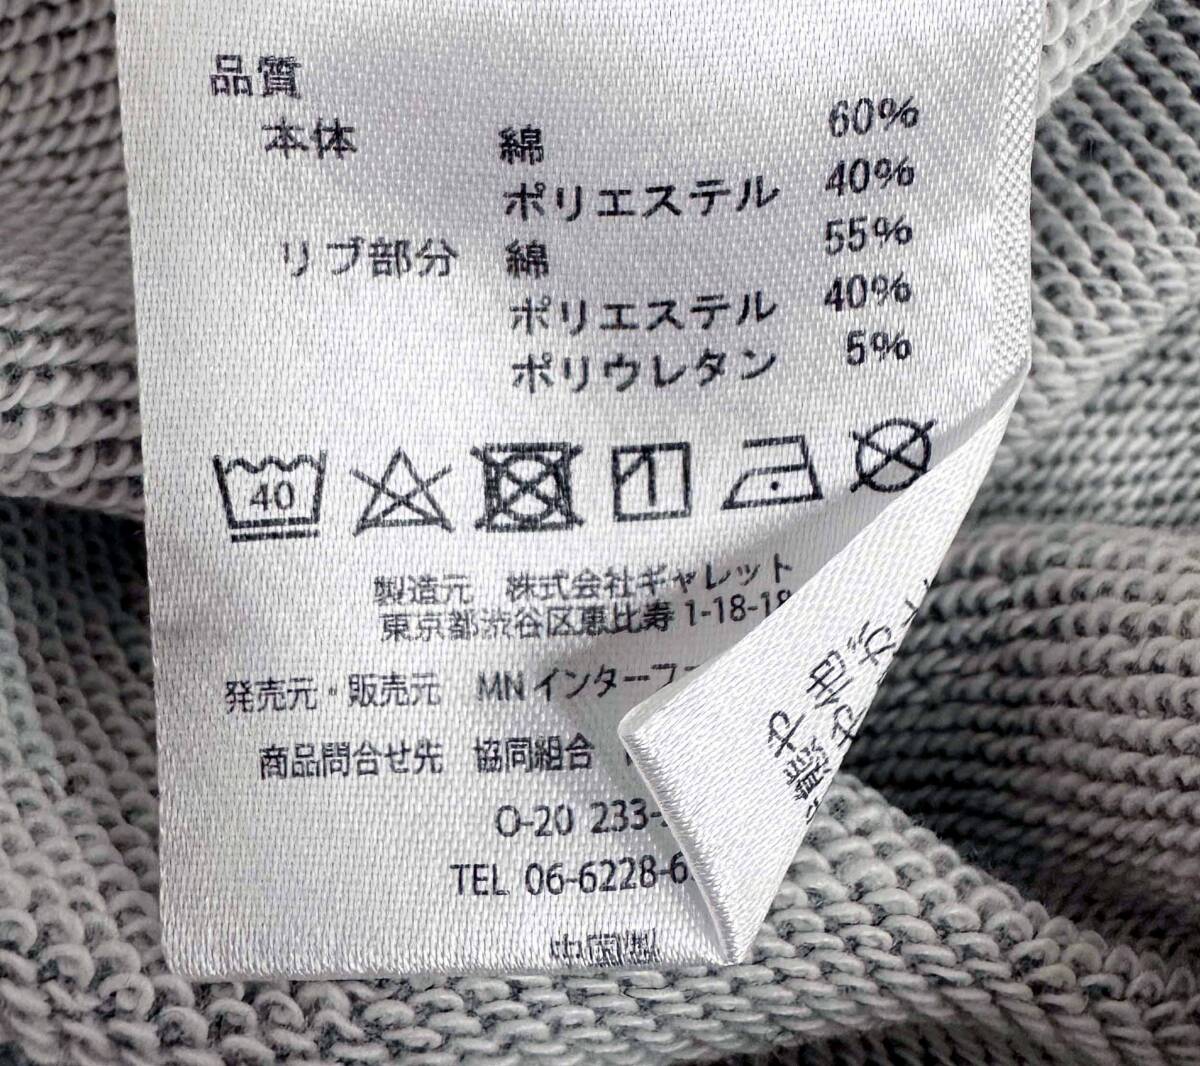 品質
本体 綿 60%
ポリエステル 40%
リブ部分 綿 55%
ポリエステル 40%
ポリウレタン 5%
40
製造元 株式会社ギャレット
東京都渋谷区恵比寿 1-18-18
発売元・販売元 MN インターフ
商品問合せ先 協同組合
O-20 233-
TEL 06-6228-6
中国製